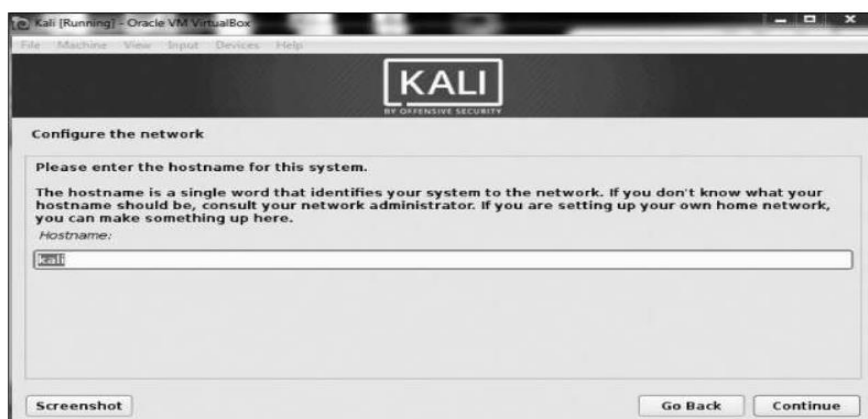 Kali [Running] - Oracle VM VirtualBox
File Machine View Input Devices Help
KALI
BY OFFENSIVE SECURITY
Configure the network
Please enter the hostname for this system.
The hostname is a single word that identifies your system to the network. If you don't know what your
hostname should be, consult your network administrator. If you are setting up your own home network,
you can make something up here.
Hostname:
kali
Screenshot Go Back Continue